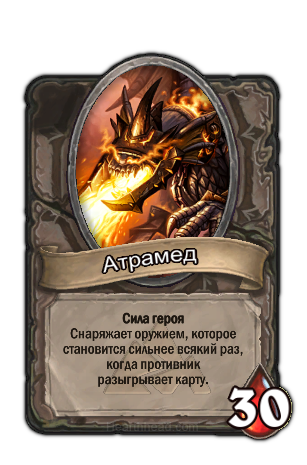 Атрамед
Сила героя
Снаряжает оружием, которое
становится сильнее всякий раз,
когда противник
разыгрывает карту.
30